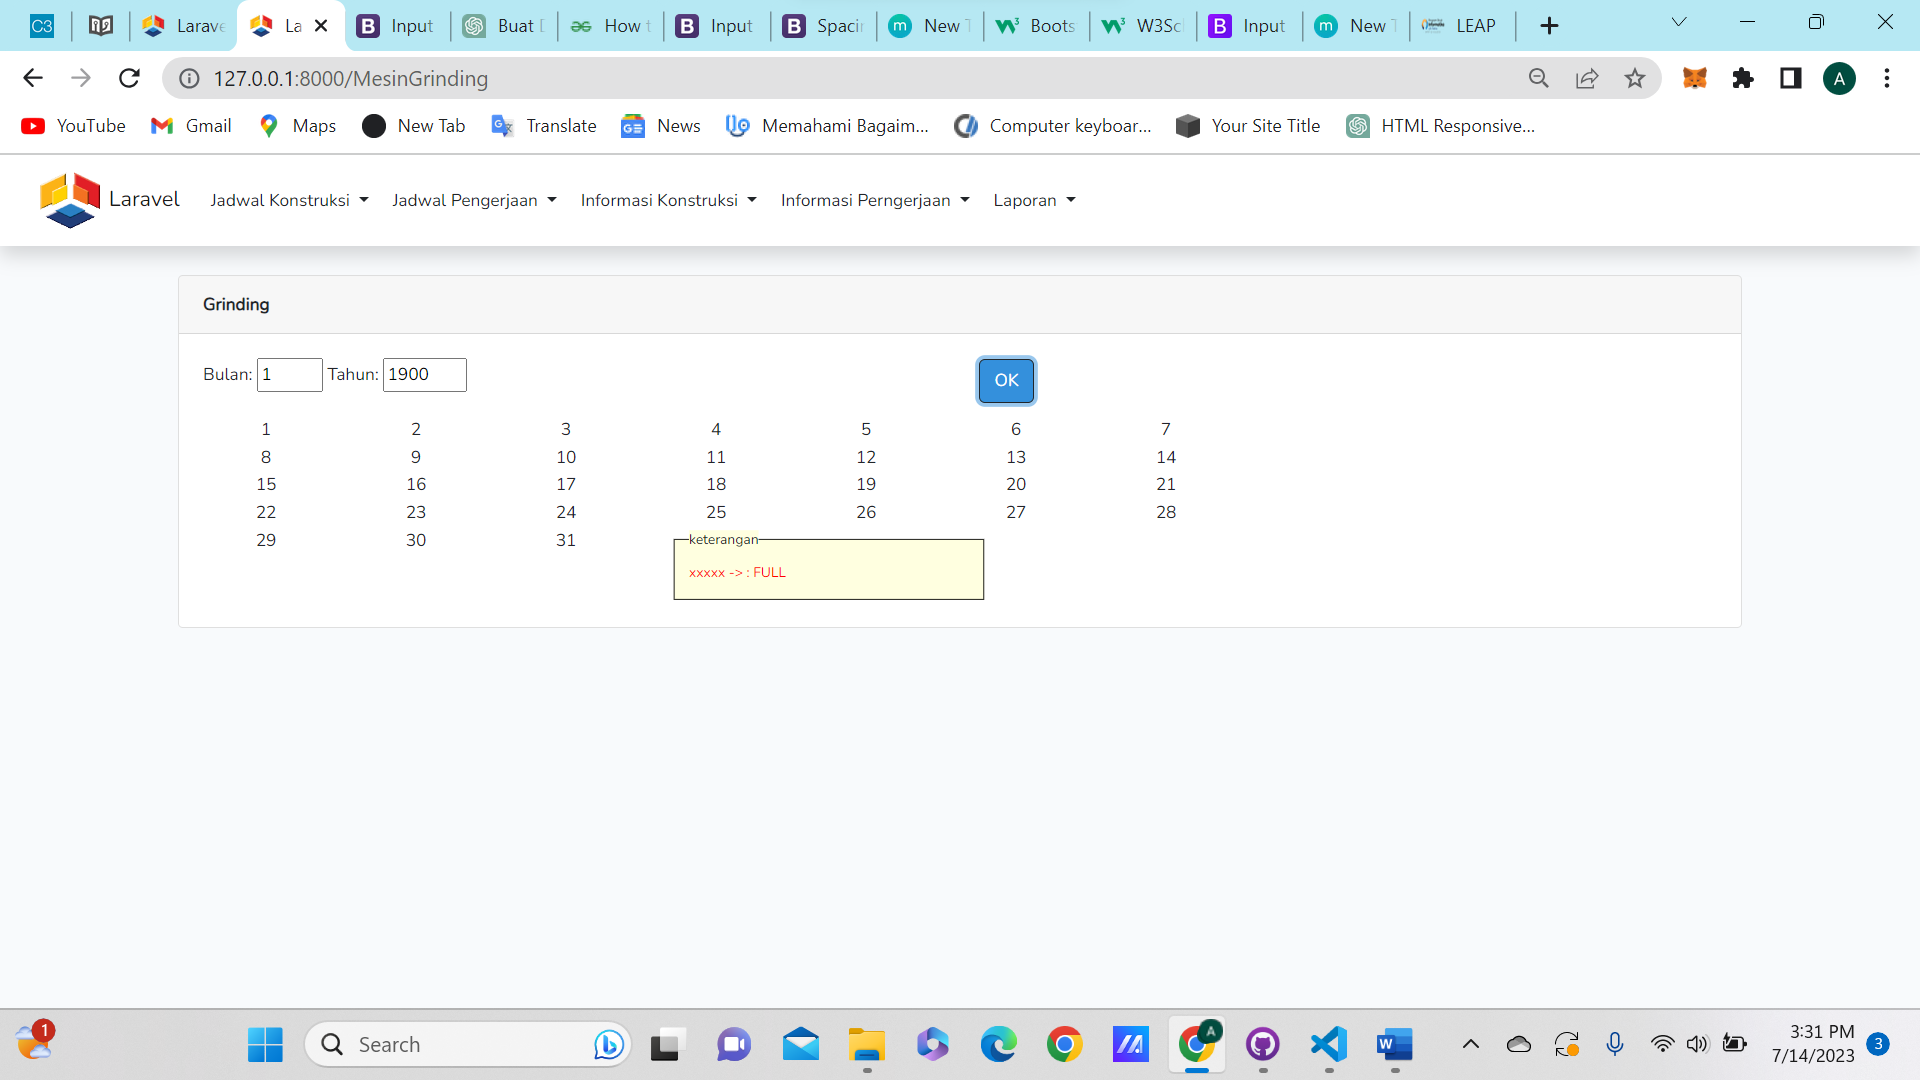 C3 Larave La Input Buat How t Input Spaci New T Boots W3Sc Input New T LEAP
127.0.0.1:8000/MesinGrinding A
YouTube Gmail Maps New Tab Translate News Memahami Bagaim... Computer keyboar... Your Site Title HTML Responsive...
Laravel Jadwal Konstruksi Jadwal Pengerjaan Informasi Konstruksi Informasi Perngerjaan Laporan
Grinding
Bulan: 1 Tahun: 1900 OK
1 2 3 4 5 6 7
8 9 10 11 12 13 14
15 16 17 18 19 20 21
22 23 24 25 26 27 28
29 30 31
keterangan
xxxxx -> : FULL
1 Search A 3:31 PM
7/14/2023 3